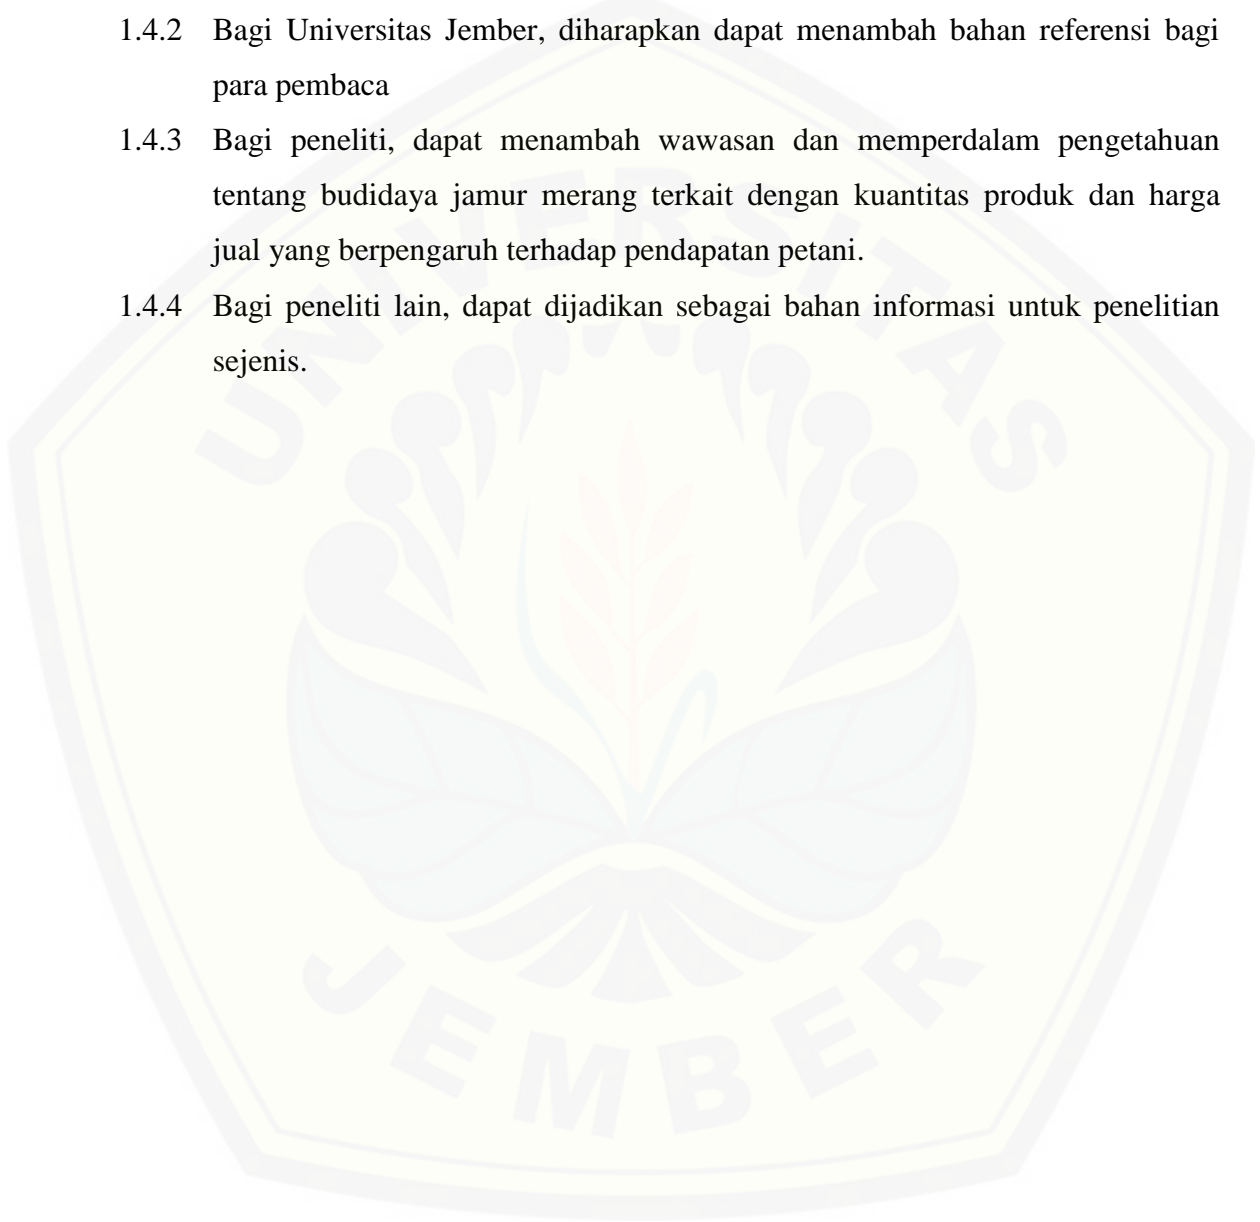 1.4.2 Bagi Universitas Jember, diharapkan dapat menambah bahan referensi bagi
para pembaca
1.4.3 Bagi peneliti, dapat menambah wawasan dan memperdalam pengetahuan
tentang budidaya jamur merang terkait dengan kuantitas produk dan harga
jual yang berpengaruh terhadap pendapatan petani.
1.4.4 Bagi peneliti lain, dapat dijadikan sebagai bahan informasi untuk penelitian
sejenis.
UNIVERSITAS
JEMBER